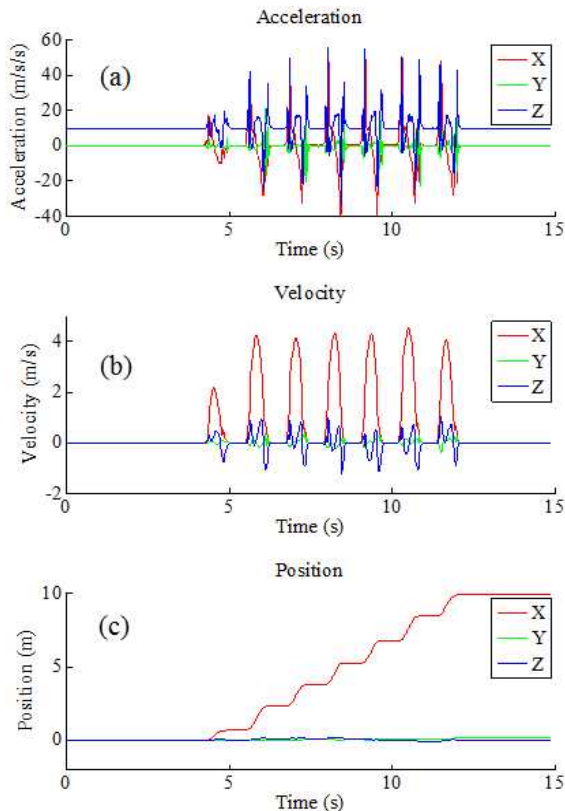 Acceleration
60
40
20
0
-20
-40
Acceleration (m/s/s)
(a)
X
Y
Z
0
5
10
15
Time (s)
Velocity
4
2
0
-2
Velocity (m/s)
(b)
X
Y
Z
0
5
10
15
Time (s)
Position
10
5
0
Position (m)
(c)
X
Y
Z
0
5
10
15
Time (s)